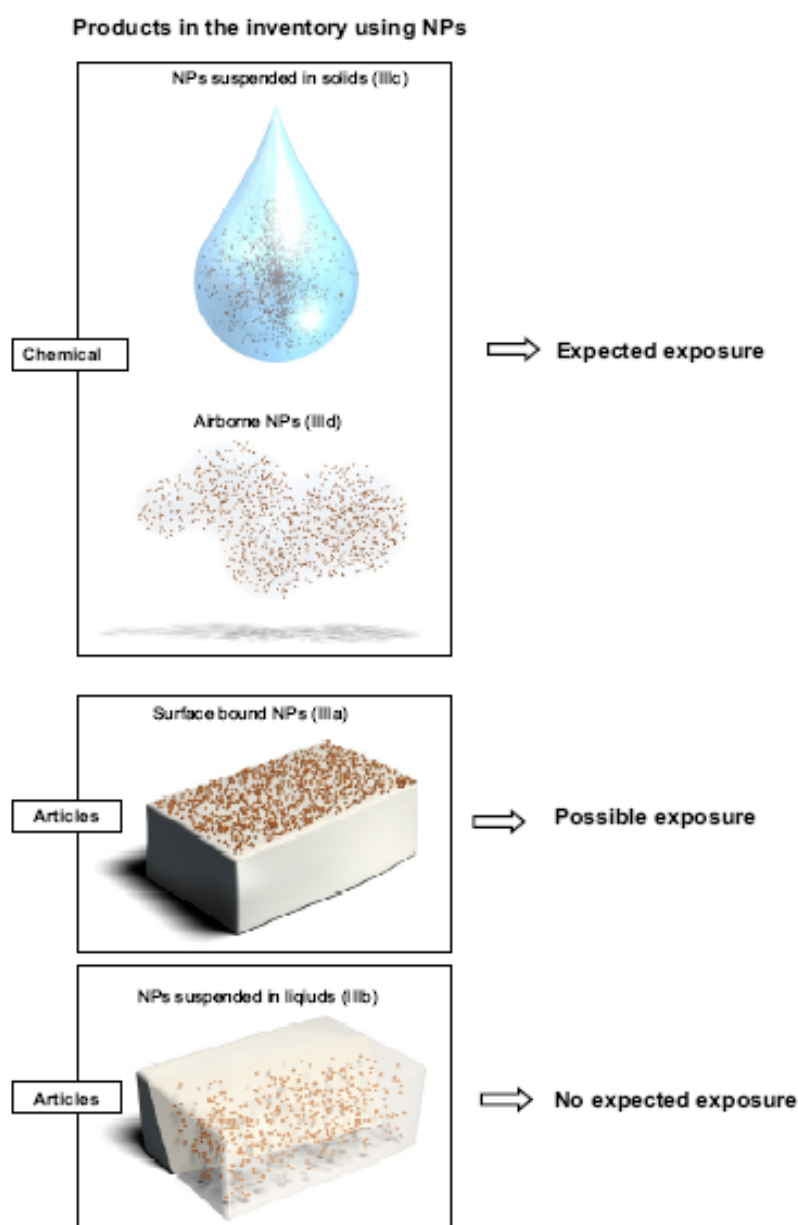 Products in the inventory using NPs
NPs suspended in solids (IIIc)
Chemical
Expected exposure
Airborne NPs (IIId)
Surface bound NPs (IIIa)
Articles
Possible exposure
NPs suspended in liqiuds (IIIb)
Articles
No expected exposure